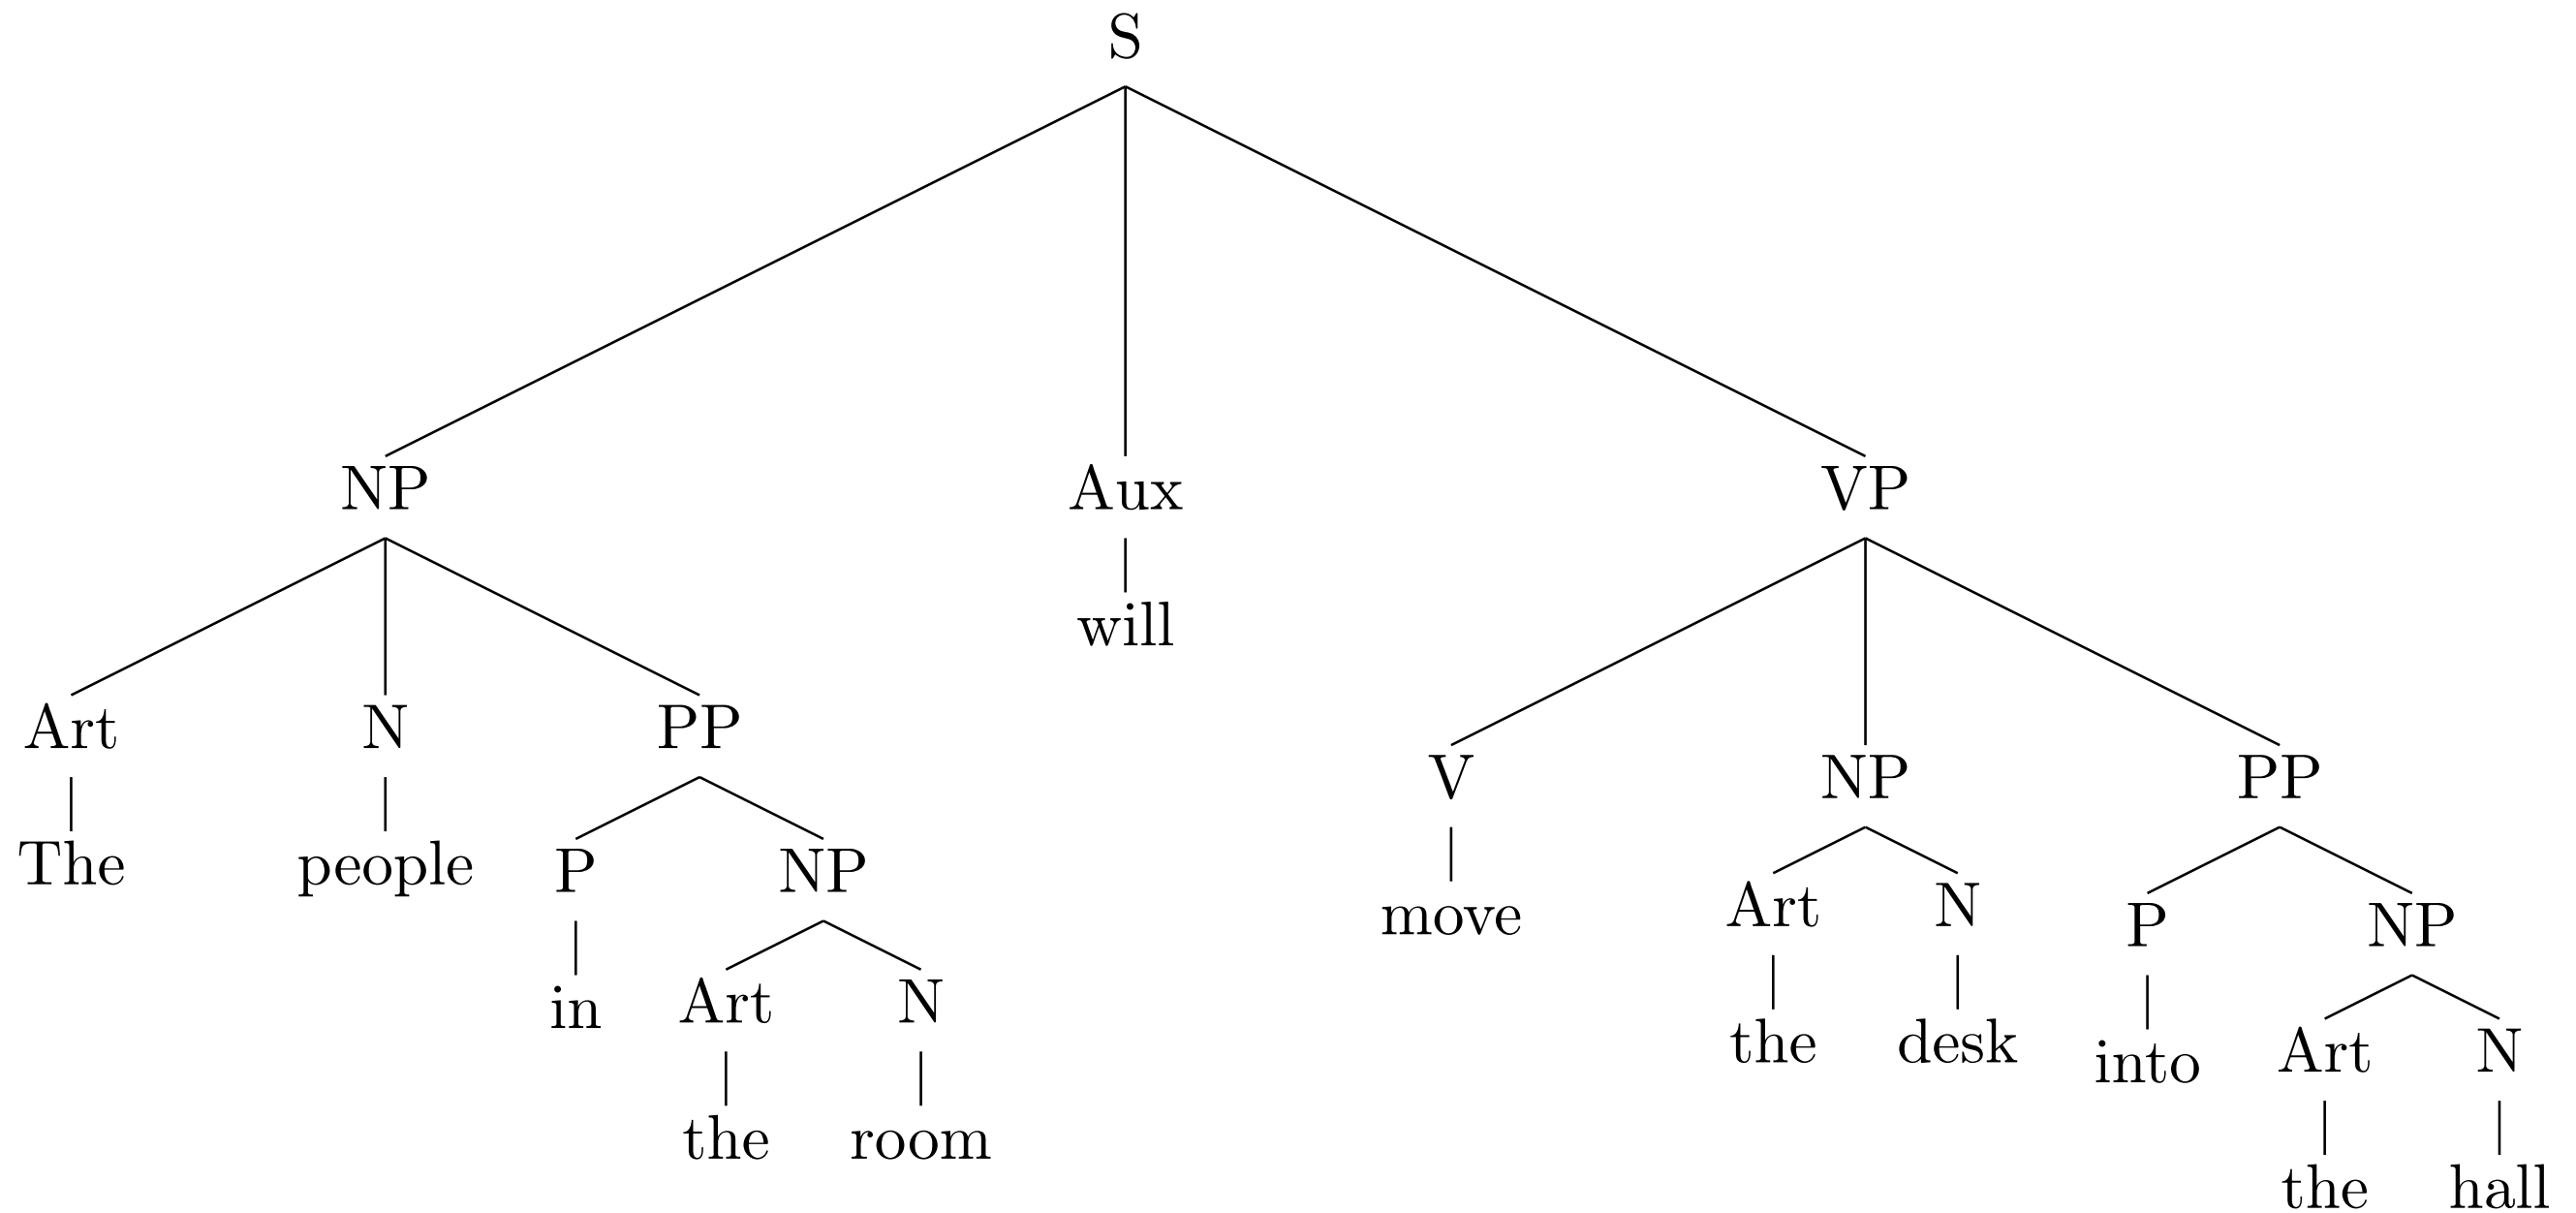 S
NP Aux VP
will
Art N PP
V NP PP
The people P NP
move Art N P NP
in Art N
the desk into Art N
the room
the hall